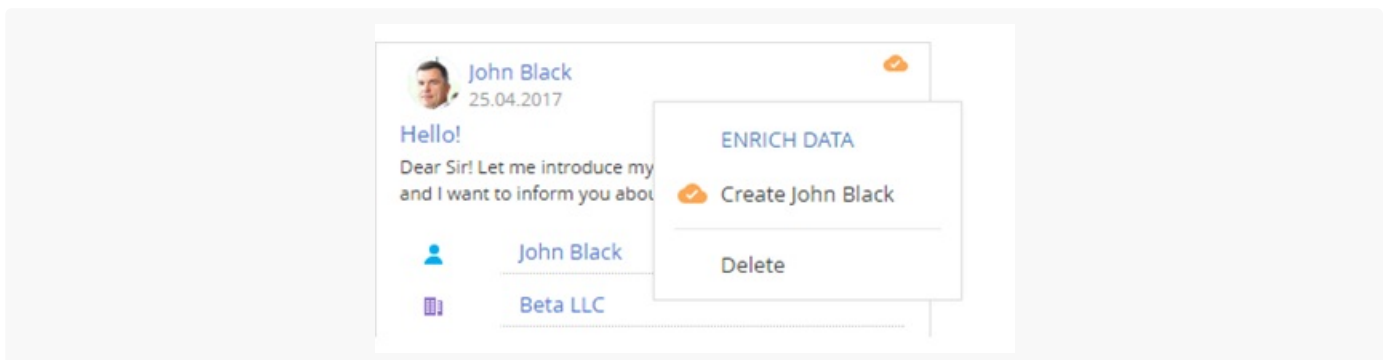 John Black
25.04.2017
Hello!
Dear Sir! Let me introduce my
and I want to inform you
John Black
Beta LLC
ENRICH DATA
Create John Black
Delete